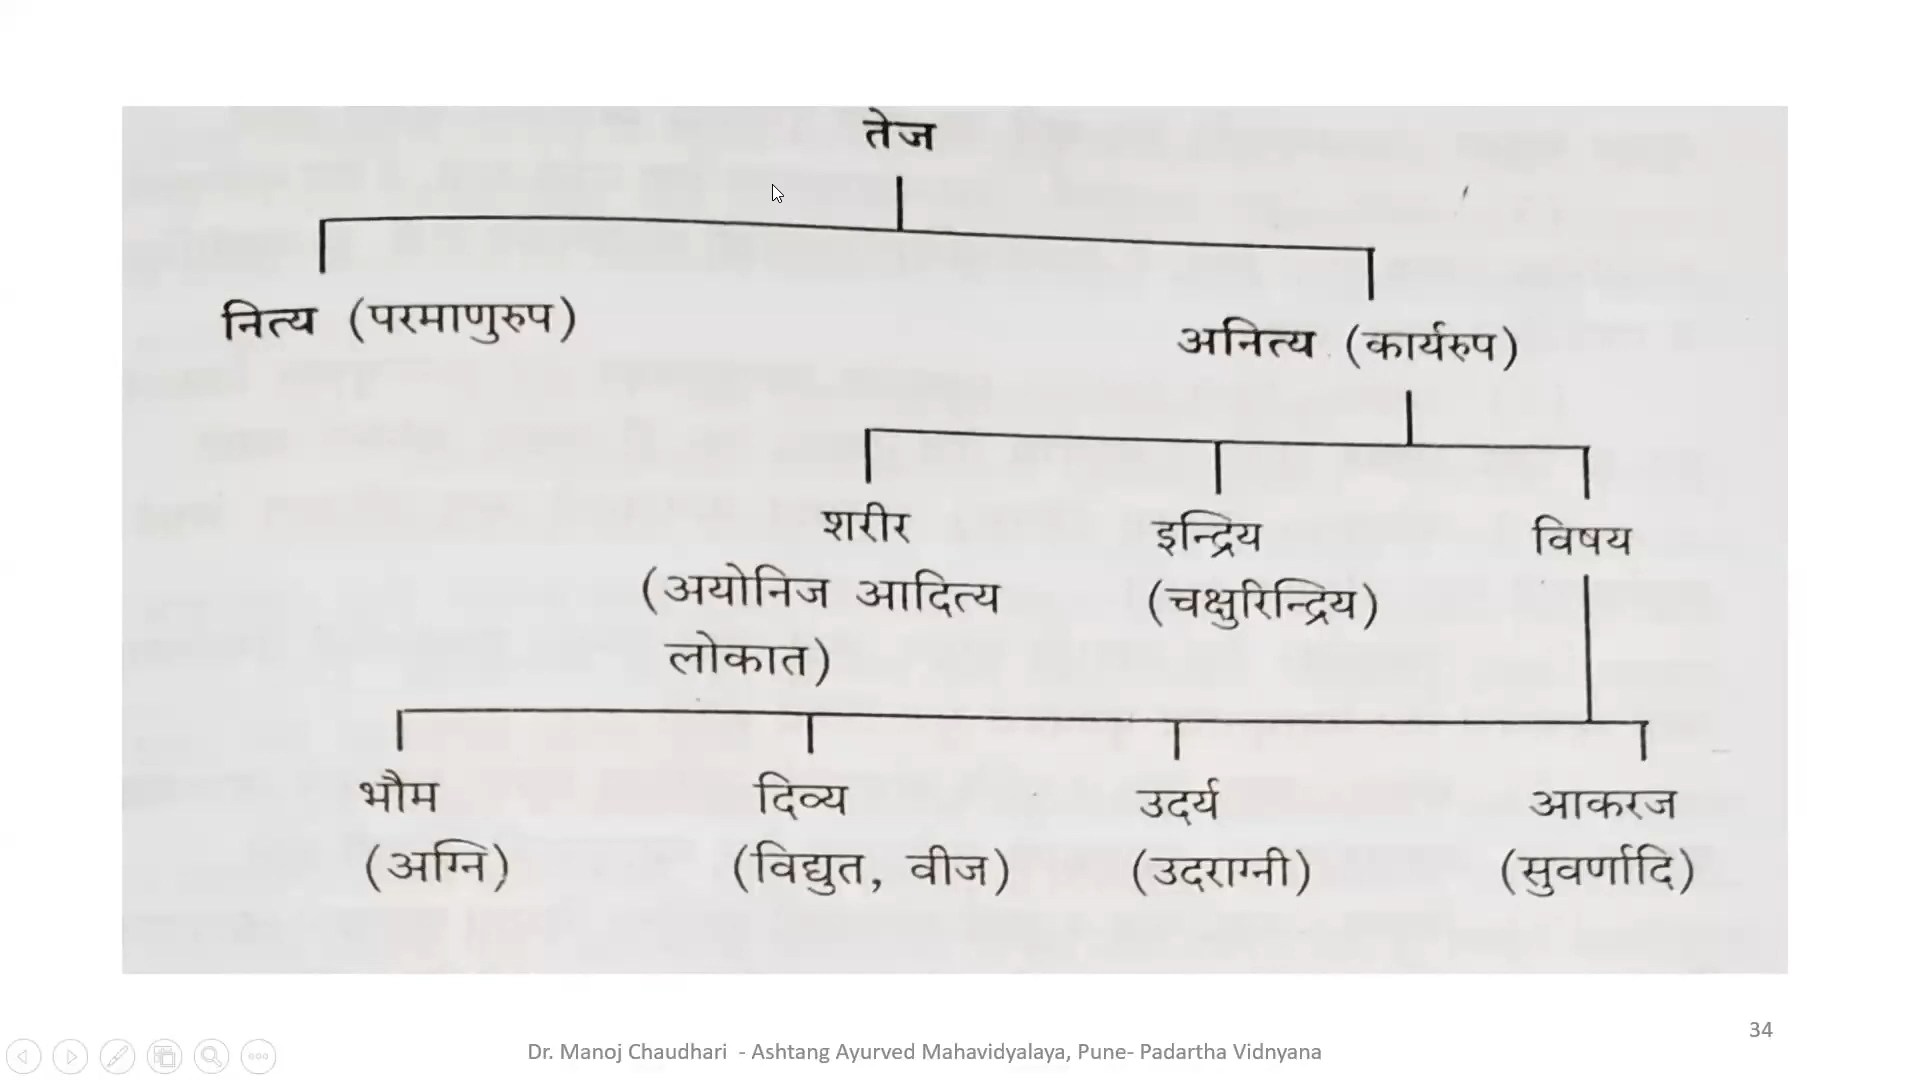 तेज
नित्य (परमाणुरुप)
अनित्य (कार्यरुप)
शरीर
(अयोनिज आदित्य
लोकात)
इन्द्रिय
(चक्षुरिन्द्रिय)
विषय
भौम
(अग्नि)
दिव्य
(विद्युत, वीज)
उदर्य
(उदराग्नी)
आकरज
(सुवर्णादि)
34
Dr. Manoj Chaudhari - Ashtang Ayurved Mahavidyalaya, Pune- Padartha Vidnyana